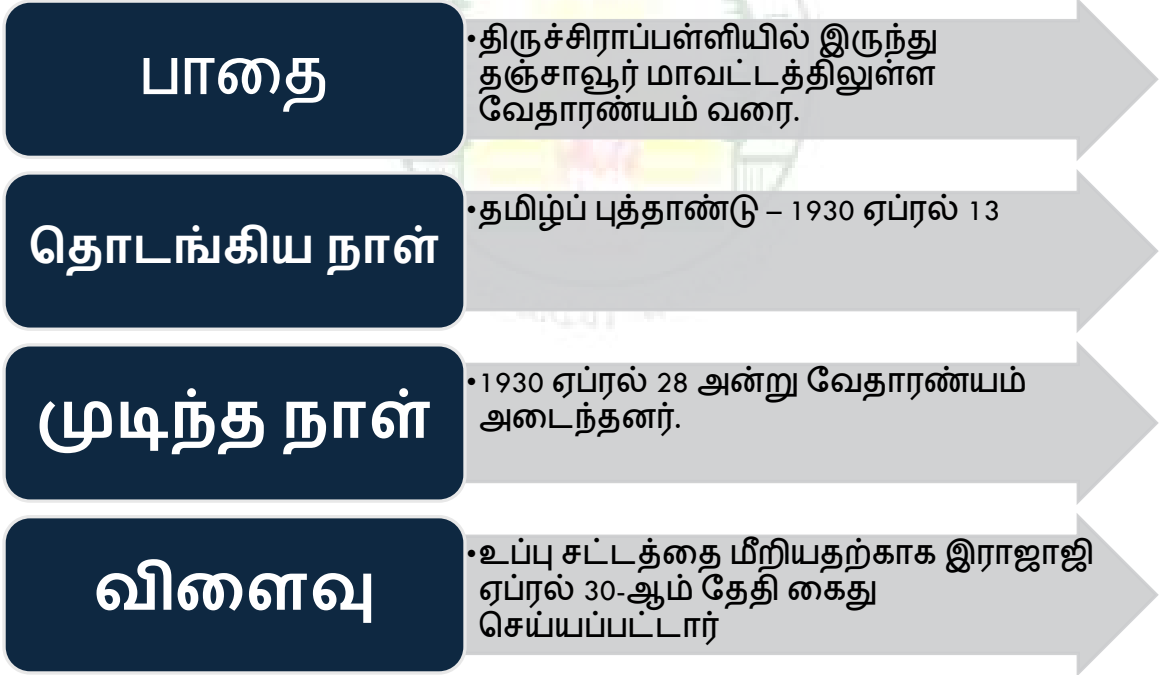 பாதை
•திருச்சிராப்பள்ளியில் இருந்து
தஞ்சாவூர் மாவட்டத்திலுள்ள
வேதாரண்யம் வரை.
தொடங்கிய நாள்
•தமிழ்ப் புத்தாண்டு – 1930 ஏப்ரல் 13
முடிந்த நாள்
•1930 ஏப்ரல் 28 அன்று வேதாரண்யம்
அடைந்தனர்.
விளைவு
•உப்பு சட்டத்தை மீறியதற்காக இராஜாஜி
ஏப்ரல் 30-ஆம் தேதி கைது
செய்யப்பட்டார்